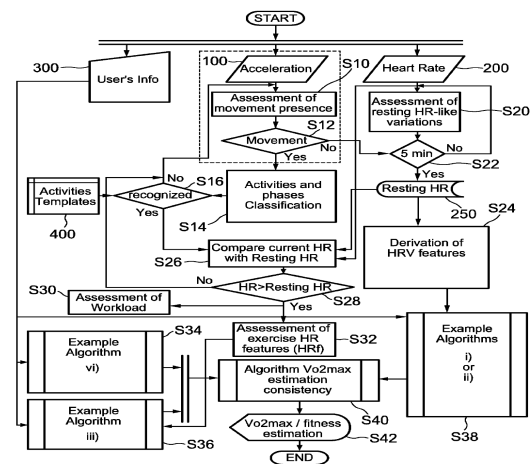 START
300
User's Info
100
Acceleration
S10
Heart Rate
200
Assessment of
movement presence
Assessment of
resting HR-like
variations
S20
Movement
S12
No
Yes
5 min
No
S22
Yes
No
S16
Activities
Templates
400
recognized
Yes
Activities and
phases
Classification
S14
Resting HR
250
S24
Compare current HR
with Resting HR
S26
Derivation of
HRV features
No
HR>Resting HR
S28
S30
Assessment of
Workload
Yes
S34
Example
Algorithm
vi)
Assessment of
exercise HR
features (HRf)
S32
Example
Algorithms
i)
or
ii)
Algorithm Vo2max
estimation
consistency
S40
Example
Algorithm
iii)
S36
Vo2max / fitness
estimation
S42
S38
END